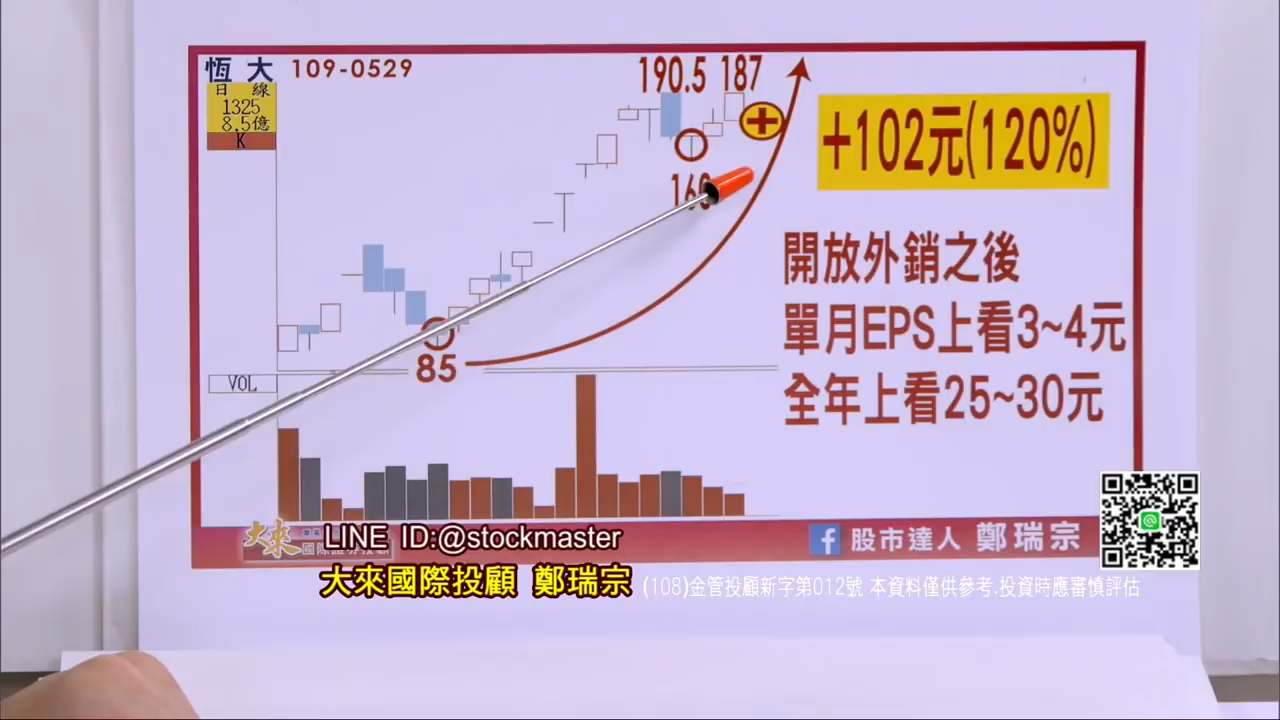 恆大 109-0529
日線
1325
8.5億
K
190.5 187
+102元(120%)
85
開放外銷之後
單月EPS上看3~4元
全年上看25~30元
VOL
大來
LINE ID:@stockmaster
f 股市達人 鄭瑞宗
大來國際投顧 鄭瑞宗 (108)金管投顧新字第012號 本資料僅供參考.投資時應審慎評估